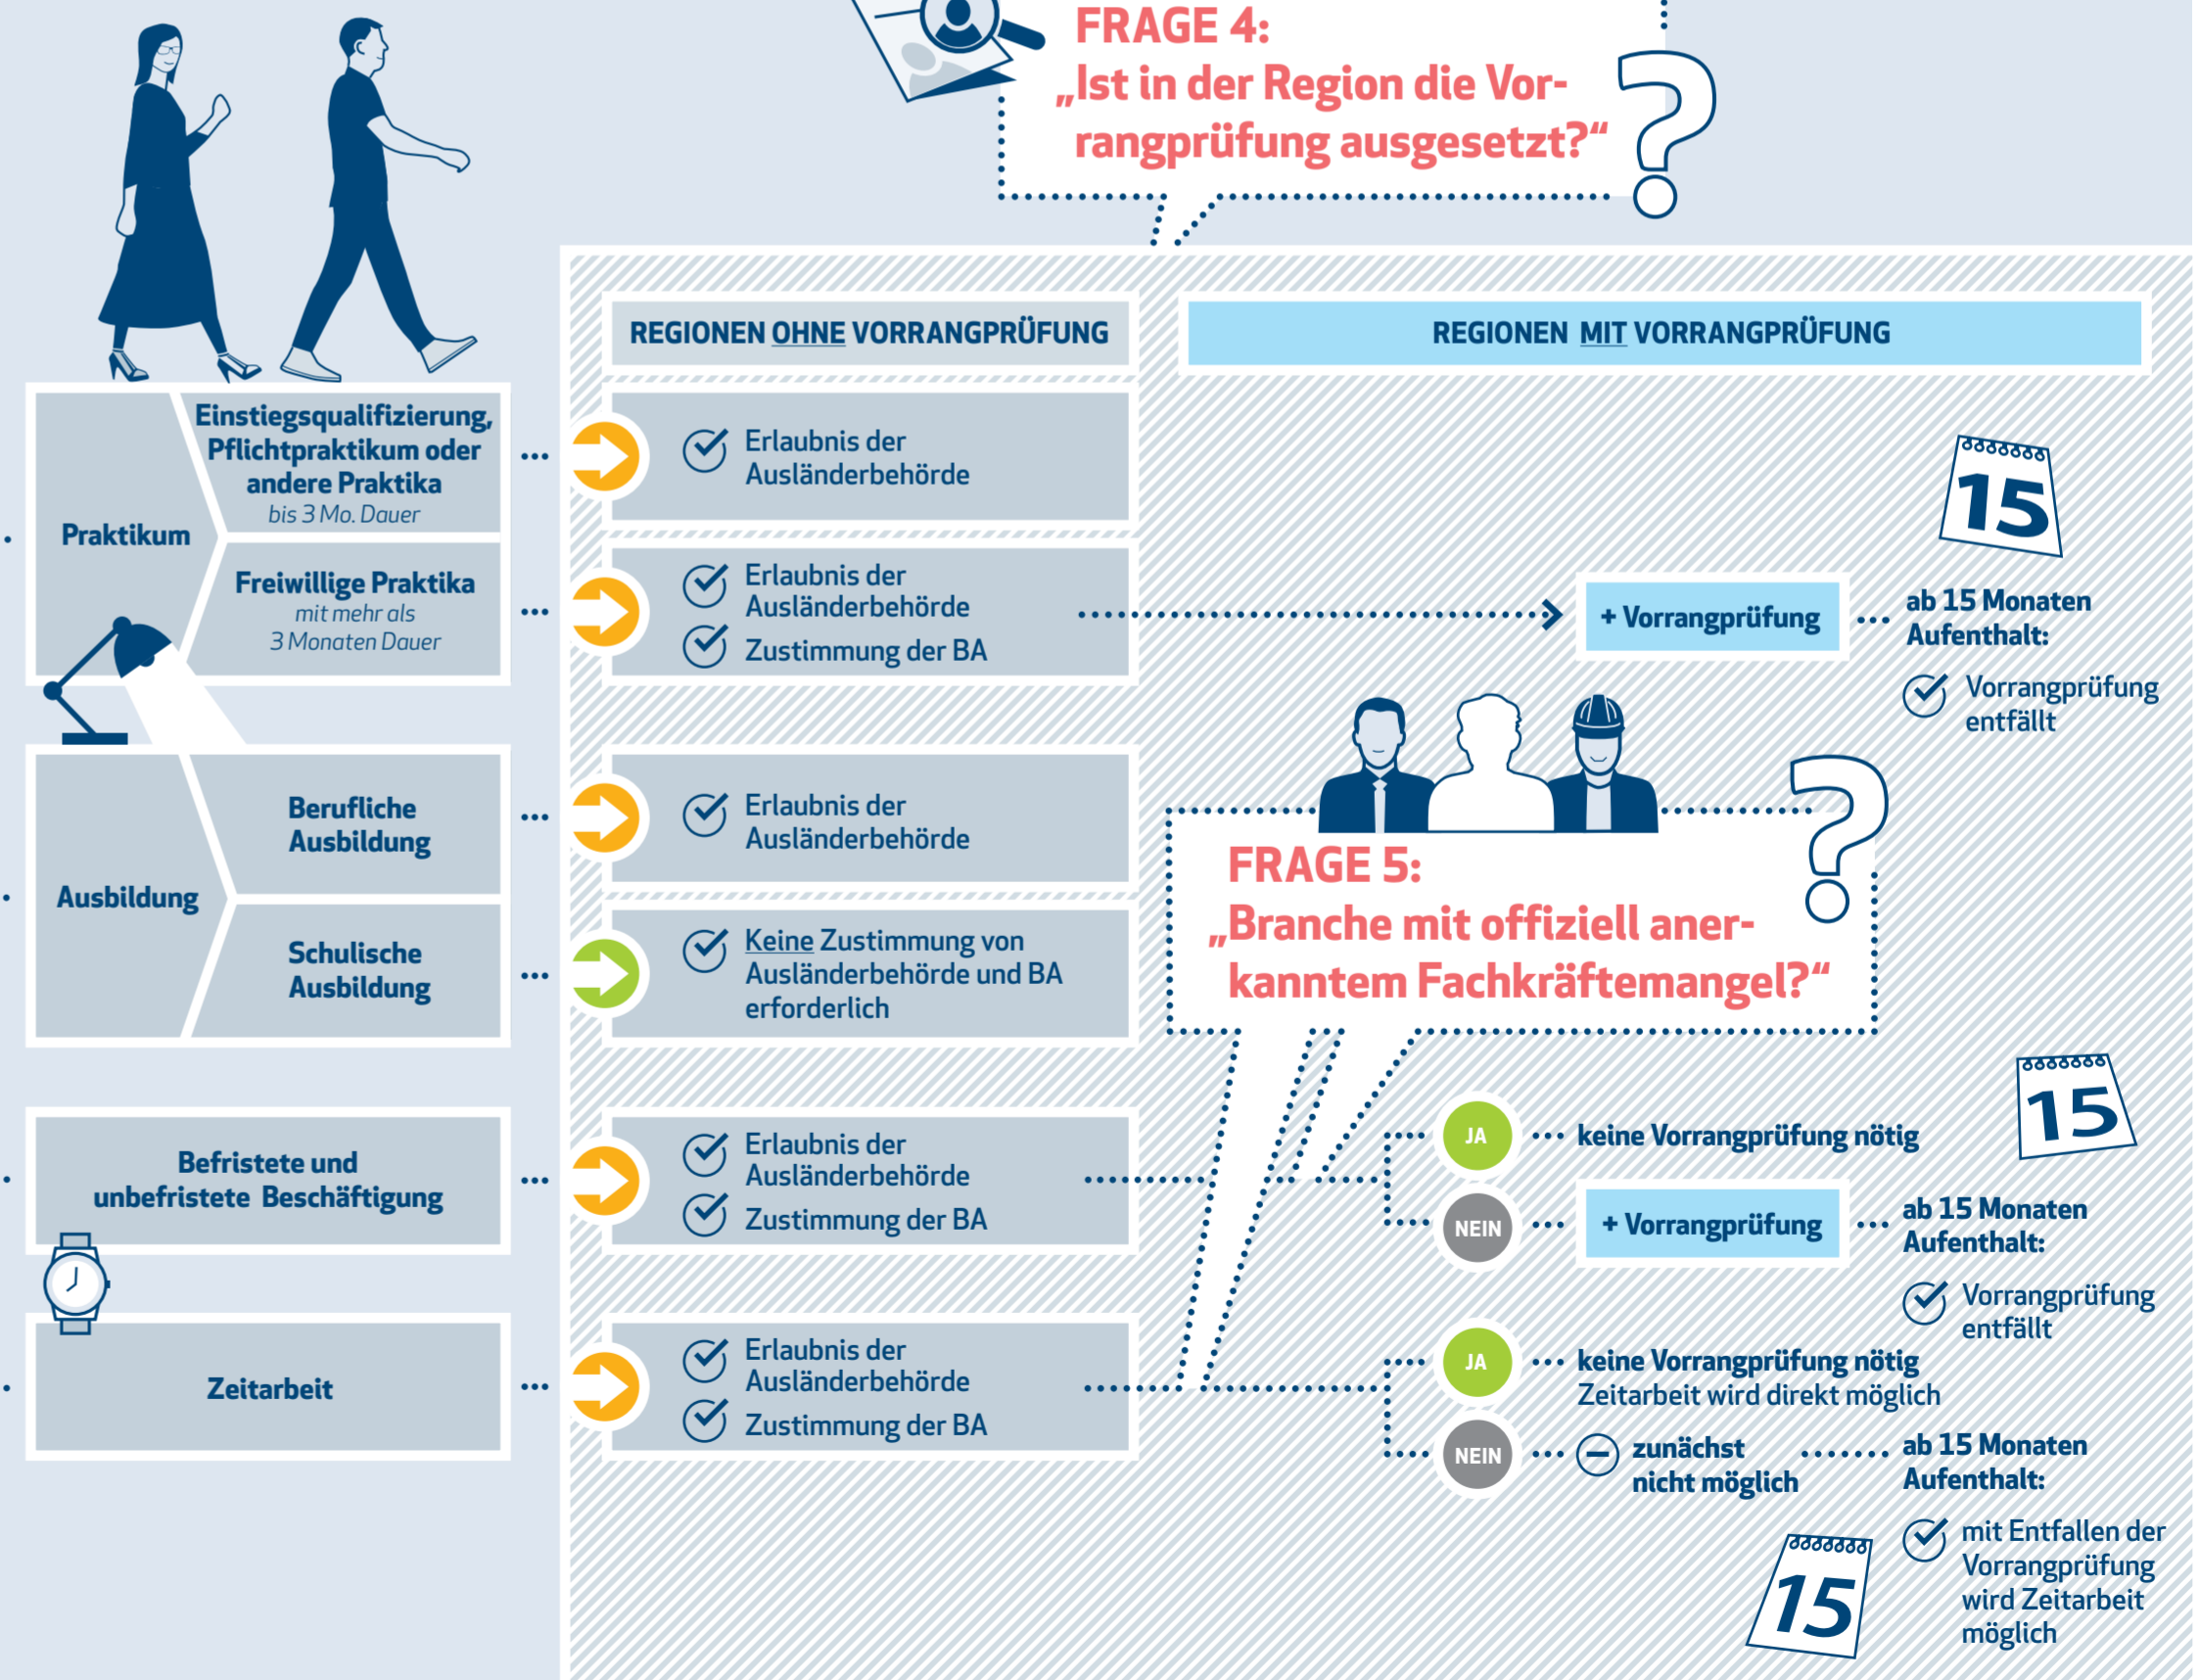 FRAGE 4:
„Ist in der Region die Vor-
rangprüfung ausgesetzt?“
REGIONEN OHNE VORRANGPRÜFUNG
REGIONEN MIT VORRANGPRÜFUNG
Praktikum
Einstiegsqualifizierung,
Pflichtpraktikum oder
andere Praktika
bis 3 Mo. Dauer
Erlaubnis der
Ausländerbehörde
Freiwillige Praktika
mit mehr als
3 Monaten Dauer
Erlaubnis der
Ausländerbehörde
Zustimmung der BA
+ Vorrangprüfung
15
ab 15 Monaten
Aufenthalt:
Vorrangprüfung
entfällt
Ausbildung
Berufliche
Ausbildung
Erlaubnis der
Ausländerbehörde
Schulische
Ausbildung
Keine Zustimmung von
Ausländerbehörde und BA
erforderlich
FRAGE 5:
„Branche mit offiziell aner-
kanntem Fachkräftemangel?“
Befristete und
unbefristete Beschäftigung
Erlaubnis der
Ausländerbehörde
Zustimmung der BA
JA
keine Vorrangprüfung nötig
NEIN
+ Vorrangprüfung
15
ab 15 Monaten
Aufenthalt:
Vorrangprüfung
entfällt
Zeitarbeit
Erlaubnis der
Ausländerbehörde
Zustimmung der BA
JA
keine Vorrangprüfung nötig
Zeitarbeit wird direkt möglich
NEIN
zunächst
nicht möglich
ab 15 Monaten
Aufenthalt:
15
mit Entfallen der
Vorrangprüfung
wird Zeitarbeit
möglich